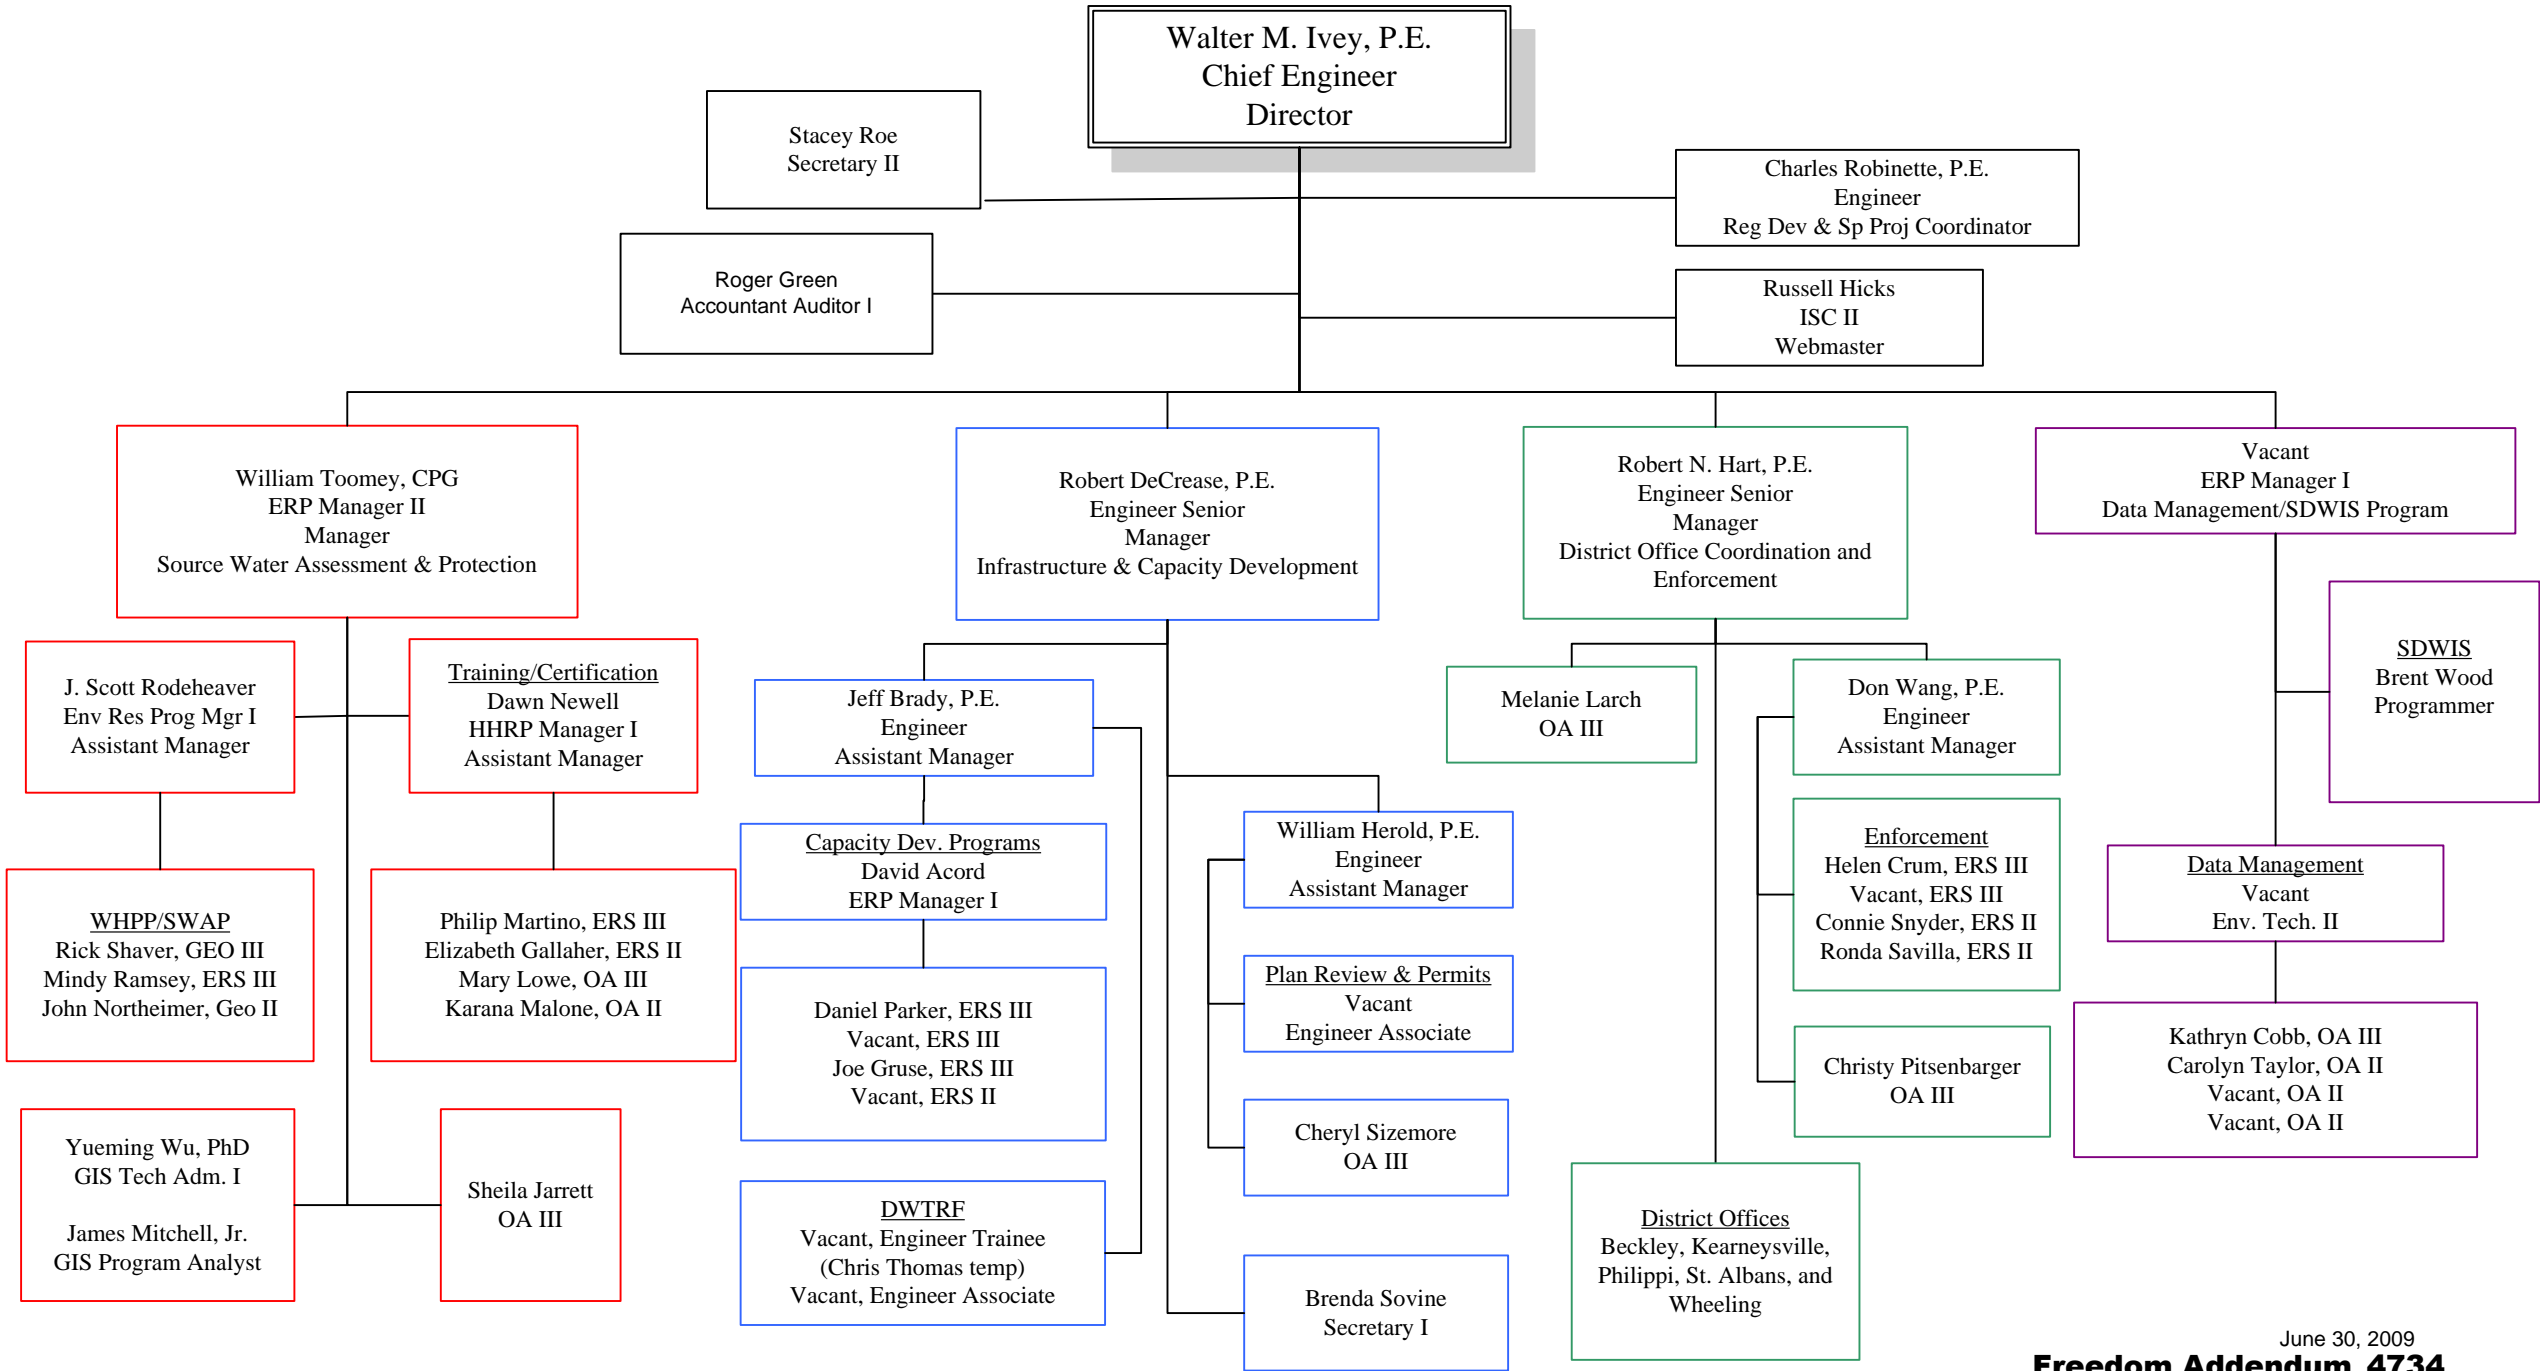 Walter M. Ivey, P.E.
Chief Engineer
Director
Stacey Roe
Secretary II
Charles Robinette, P.E.
Engineer
Reg Dev & Sp Proj Coordinator
Roger Green
Accountant Auditor I
Russell Hicks
ISC II
Webmaster
William Toomey, CPG
ERP Manager II
Manager
Source Water Assessment & Protection
Robert DeCrease, P.E.
Engineer Senior
Manager
Infrastructure & Capacity Development
Robert N. Hart, P.E.
Engineer Senior
Manager
District Office Coordination and
Enforcement
Vacant
ERP Manager I
Data Management/SDWIS Program
J. Scott Rodeheaver
Env Res Prog Mgr I
Assistant Manager
Training/Certification
Dawn Newell
HHRP Manager I
Assistant Manager
Jeff Brady, P.E.
Engineer
Assistant Manager
Melanie Larch
OA III
Don Wang, P.E.
Engineer
Assistant Manager
SDWIS
Brent Wood
Programmer
Capacity Dev. Programs
David Acord
ERP Manager I
William Herold, P.E.
Engineer
Assistant Manager
Enforcement
Helen Crum, ERS III
Vacant, ERS III
Connie Snyder, ERS II
Ronda Savilla, ERS II
Data Management
Vacant
Env. Tech. II
WHPP/SWAP
Rick Shaver, GEO III
Mindy Ramsey, ERS III
John Northeimer, Geo II
Philip Martino, ERS III
Elizabeth Gallaher, ERS II
Mary Lowe, OA III
Karana Malone, OA II
Daniel Parker, ERS III
Vacant, ERS III
Joe Gruse, ERS III
Vacant, ERS II
Plan Review & Permits
Vacant
Engineer Associate
Christy Pitsenbarger
OA III
Kathryn Cobb, OA III
Carolyn Taylor, OA II
Vacant, OA II
Vacant, OA II
Yueming Wu, PhD
GIS Tech Adm. I
James Mitchell, Jr.
GIS Program Analyst
Sheila Jarrett
OA III
Cheryl Sizemore
OA III
DWTRF
Vacant, Engineer Trainee
(Chris Thomas temp)
Vacant, Engineer Associate
Brenda Sovine
Secretary I
District Offices
Beckley, Kearneysville,
Philippi, St. Albans, and
Wheeling
June 30, 2009
Freedom Addendum_4734